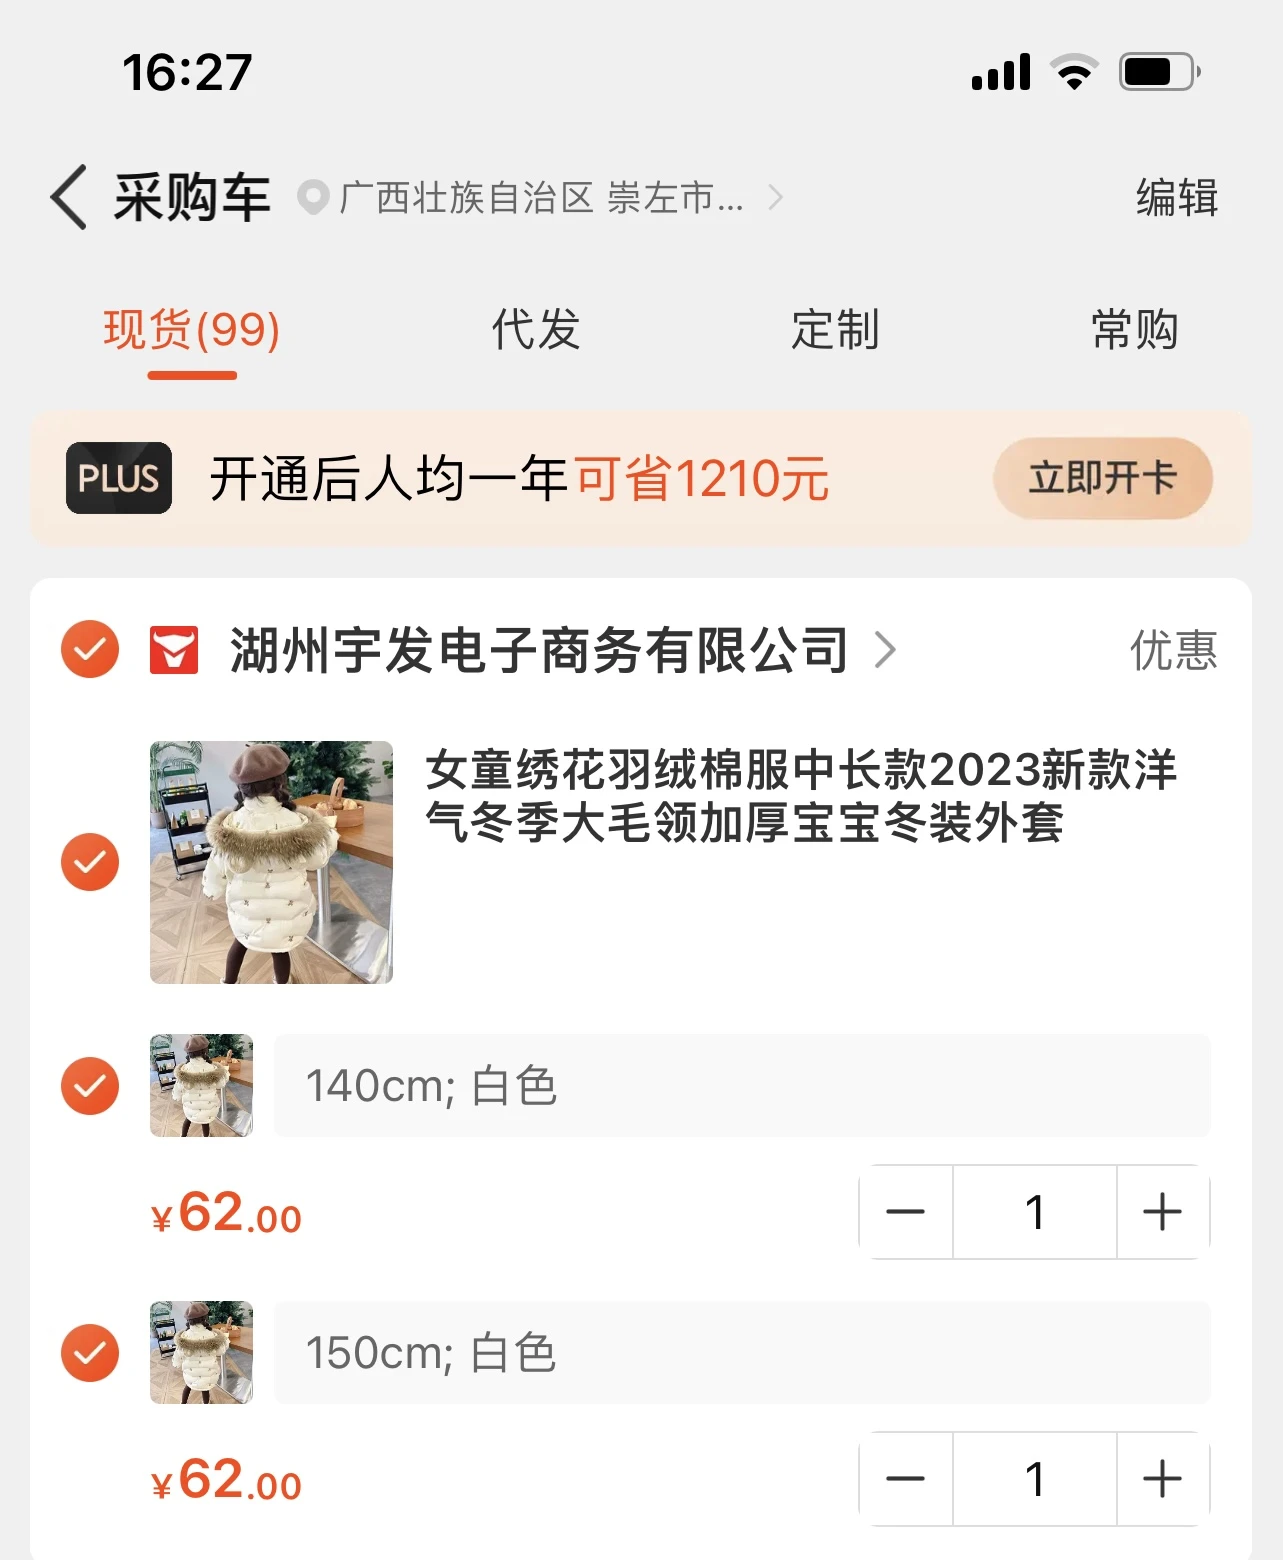 16:27
采购车 广西壮族自治区 崇左市... 编辑
现货(99) 代发 定制 常购
PLUS 开通后人均一年可省1210元 立即开卡
湖州宇发电子商务有限公司 优惠
女童绣花羽绒棉服中长款2023新款洋
气冬季大毛领加厚宝宝冬装外套
140cm; 白色
¥62.00 1
150cm; 白色
¥62.00 1